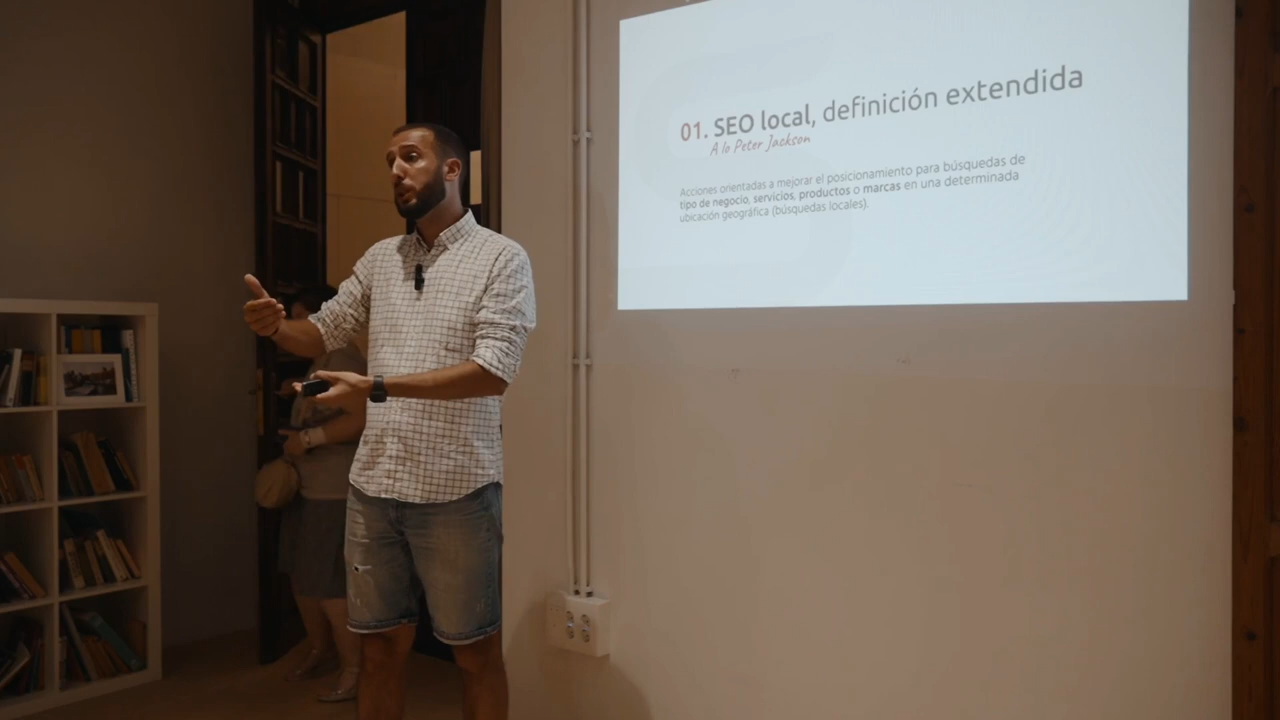 01. SEO local, definición extendida
A lo Peter Jackson
Acciones orientadas a mejorar el posicionamiento para búsquedas de
tipo de negocio, servicios, productos o marcas en una determinada
ubicación geográfica (búsquedas locales).